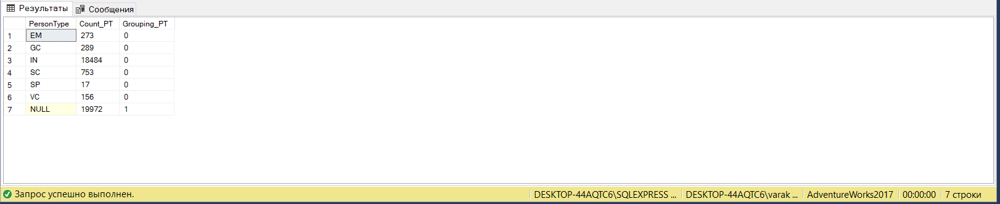 Результаты Сообщения
PersonType Count_PT Grouping_PT
1 EM 273 0
2 GC 289 0
3 IN 18484 0
4 SC 753 0
5 SP 17 0
6 VC 156 0
7 NULL 19972 1
Запрос успешно выполнен. DESKTOP-44AQTC6\SQLEXPRESS ... DESKTOP-44AQTC6\varak ... AdventureWorks2017 00:00:00 7 строки